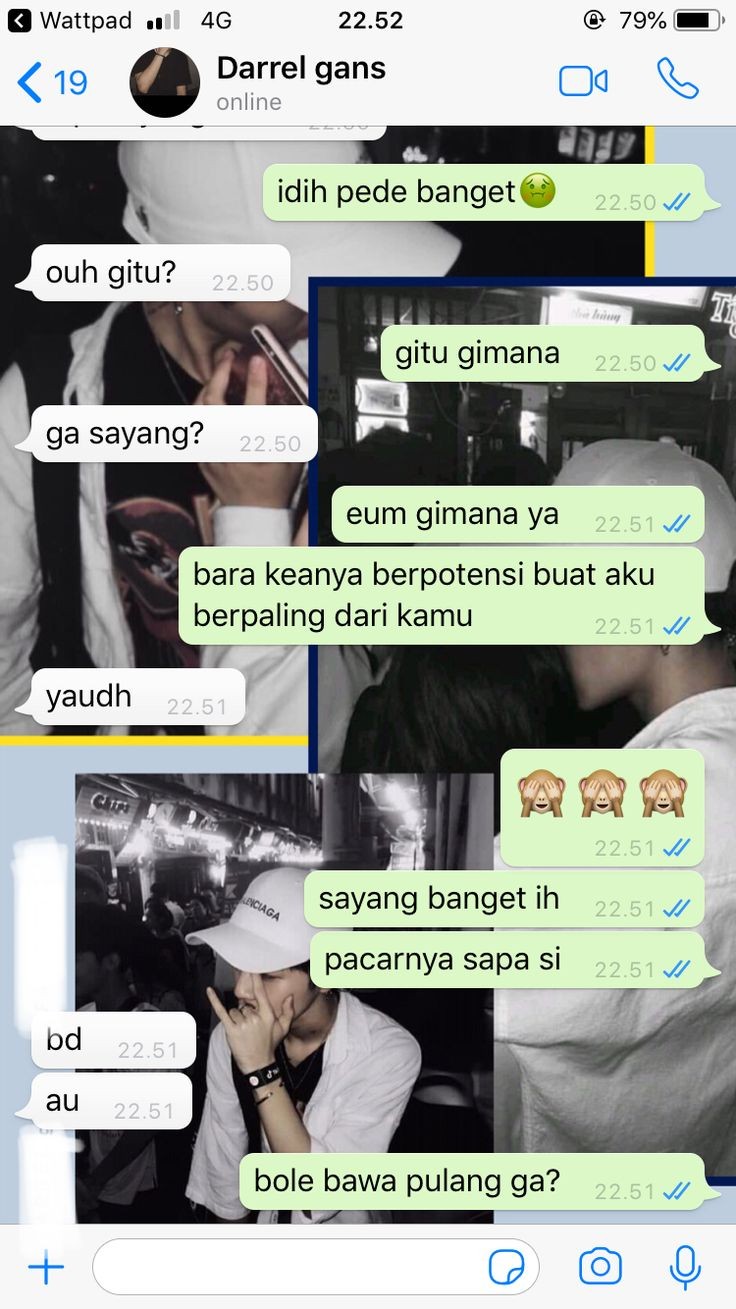 Wattpad 4G 22.52 79%
19 Darrel gans
online
22.50
idih pede banget🤢 22.50
ouh gitu? 22.50
gitu gimana 22.50
ga sayang? 22.50
eum gimana ya 22.51
bara keanya berpotensi buat aku
berpaling dari kamu 22.51
yaudh 22.51
🙈🙈🙈
22.51
sayang banget ih 22.51
pacarnya sapa si 22.51
BALENCIAGA
bd 22.51
au 22.51
bole bawa pulang ga? 22.51